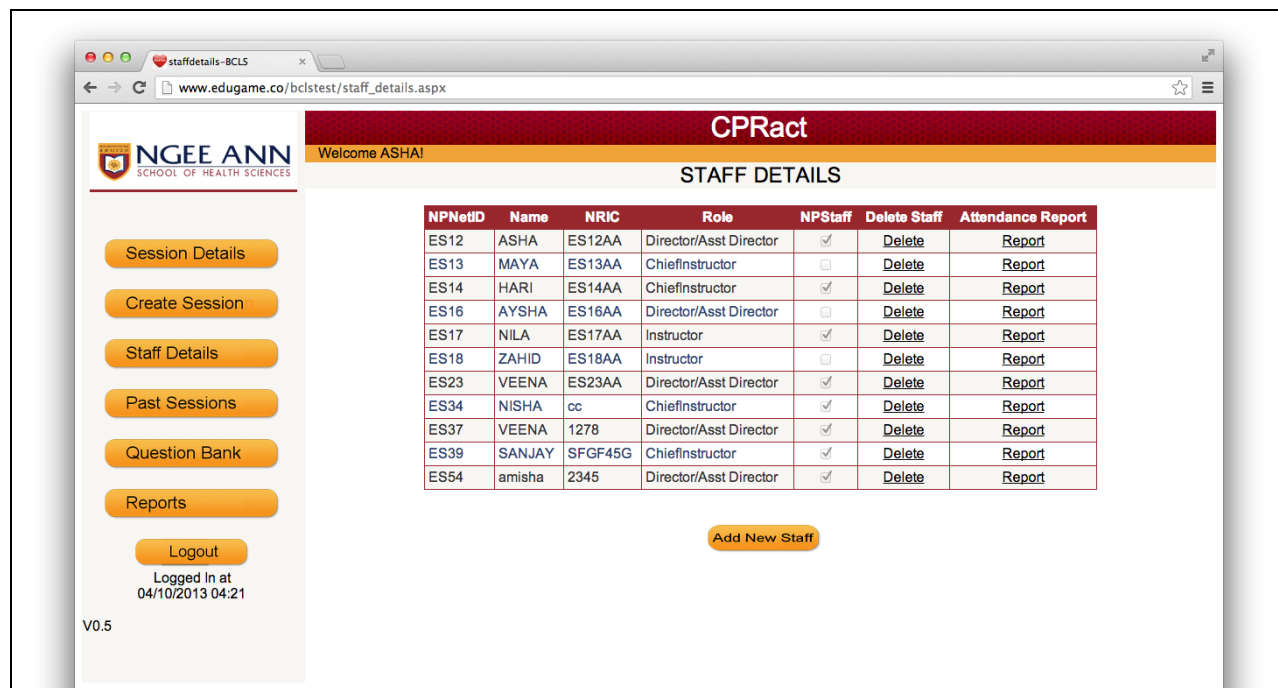 staffdetails-BCLS
www.edugame.co/bclstest/staff_details.aspx
NGEE ANN
SCHOOL OF HEALTH SCIENCES
CPRact
Welcome ASHA!
STAFF DETAILS
Session Details
Create Session
Staff Details
Past Sessions
Question Bank
Reports
Logout
Logged In at
04/10/2013 04:21
V0.5
NPNetID Name NRIC Role NPStaff Delete Staff Attendance Report
ES12 ASHA ES12AA Director/Asst Director Delete Report
ES13 MAYA ES13AA ChiefInstructor Delete Report
ES14 HARI ES14AA ChiefInstructor Delete Report
ES16 AYSHA ES16AA Director/Asst Director Delete Report
ES17 NILA ES17AA Instructor Delete Report
ES18 ZAHID ES18AA Instructor Delete Report
ES23 VEENA ES23AA Director/Asst Director Delete Report
ES34 NISHA cc ChiefInstructor Delete Report
ES37 VEENA 1278 Director/Asst Director Delete Report
ES39 SANJAY SFGF45G ChiefInstructor Delete Report
ES54 amisha 2345 Director/Asst Director Delete Report
Add New Staff